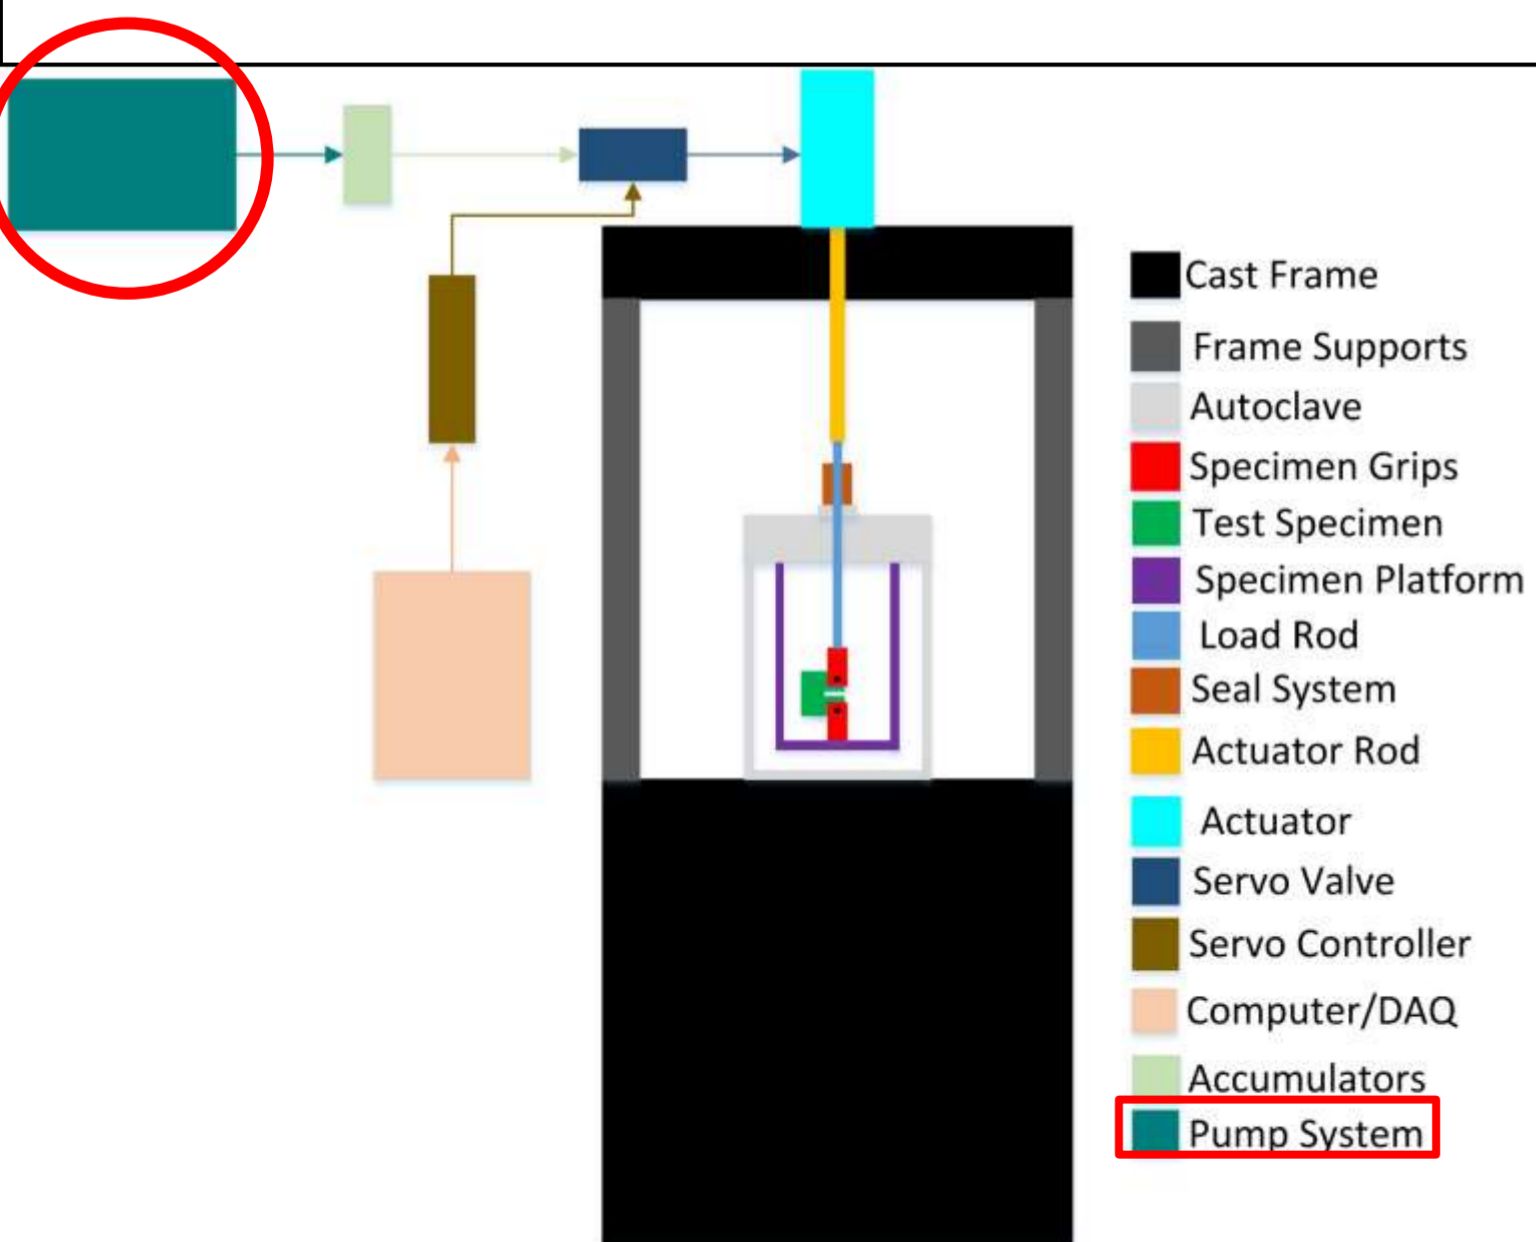 Cast Frame
Frame Supports
Autoclave
Specimen Grips
Test Specimen
Specimen Platform
Load Rod
Seal System
Actuator Rod
Actuator
Servo Valve
Servo Controller
Computer/DAQ
Accumulators
Pump System